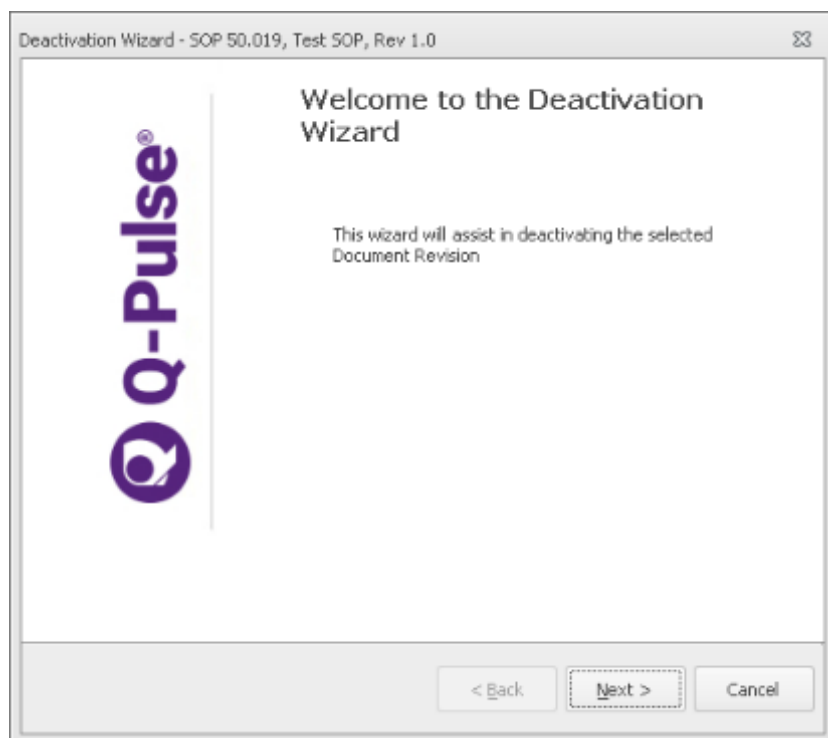 Deactivation Wizard - SOP 50.019, Test SOP, Rev 1.0
Welcome to the Deactivation
Wizard
This wizard will assist in deactivating the selected
Document Revision
Q-Pulse®
< Back
Next >
Cancel